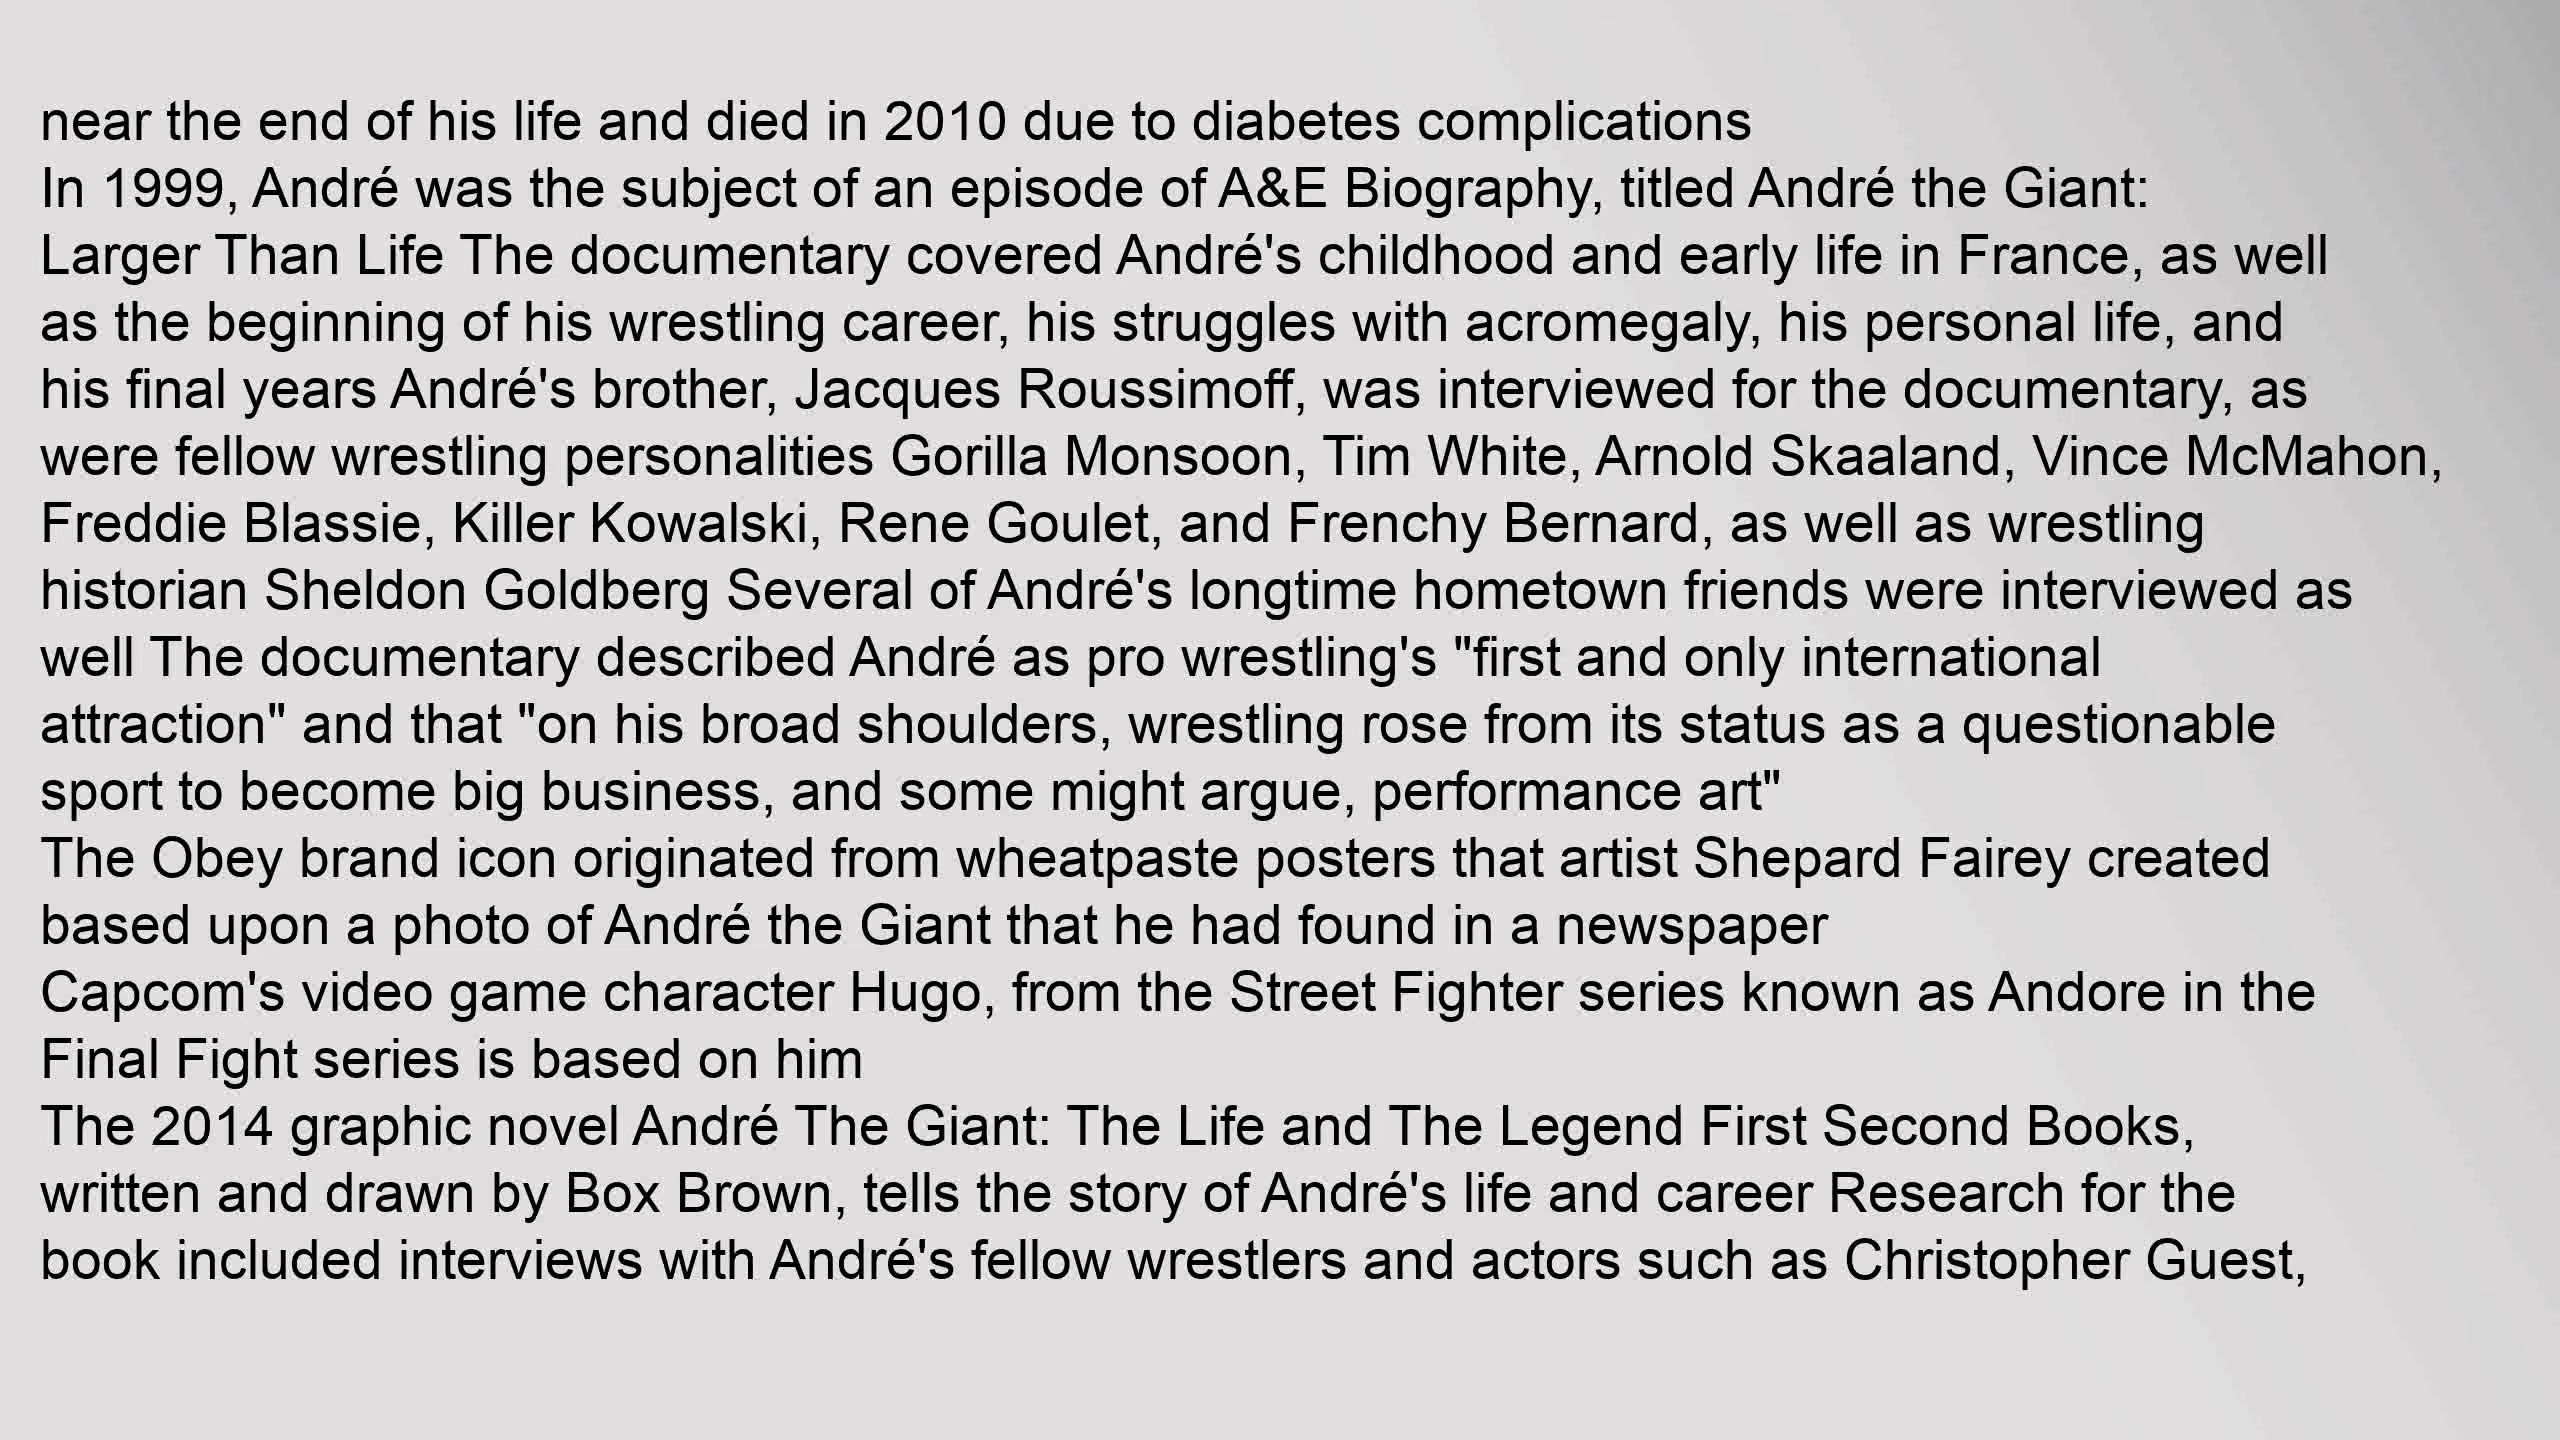 near the end of his life and died in 2010 due to diabetes complications
In 1999, André was the subject of an episode of A&E Biography, titled André the Giant:
Larger Than Life The documentary covered André's childhood and early life in France, as well
as the beginning of his wrestling career, his struggles with acromegaly, his personal life, and
his final years André's brother, Jacques Roussimoff, was interviewed for the documentary, as
were fellow wrestling personalities Gorilla Monsoon, Tim White, Arnold Skaaland, Vince McMahon,
Freddie Blassie, Killer Kowalski, Rene Goulet, and Frenchy Bernard, as well as wrestling
historian Sheldon Goldberg Several of André's longtime hometown friends were interviewed as
well The documentary described André as pro wrestling's "first and only international
attraction" and that "on his broad shoulders, wrestling rose from its status as a questionable
sport to become big business, and some might argue, performance art"
The Obey brand icon originated from wheatpaste posters that artist Shepard Fairey created
based upon a photo of André the Giant that he had found in a newspaper
Capcom's video game character Hugo, from the Street Fighter series known as Andore in the
Final Fight series is based on him
The 2014 graphic novel André The Giant: The Life and The Legend First Second Books,
written and drawn by Box Brown, tells the story of André's life and career Research for the
book included interviews with André's fellow wrestlers and actors such as Christopher Guest,